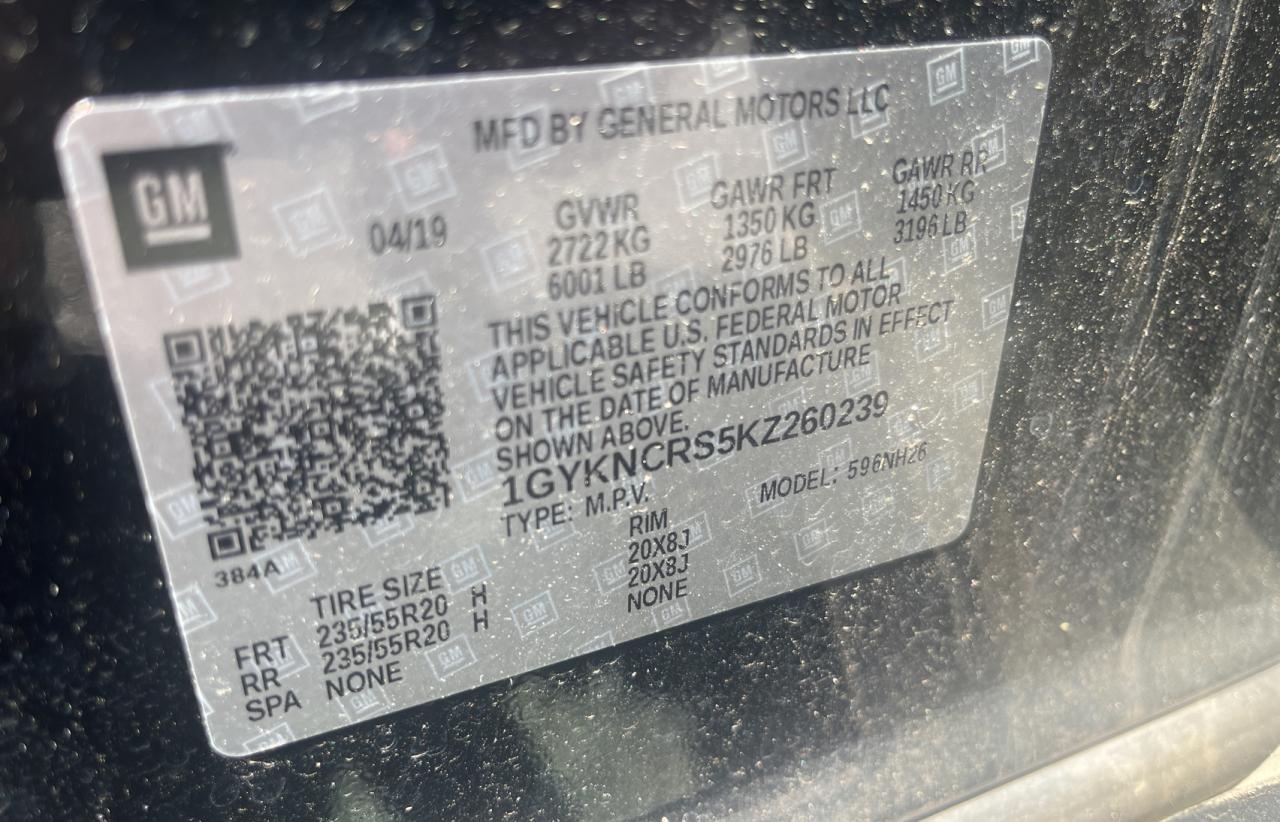 MFD BY GENERAL MOTORS LLC
GM
04/19
GVWR GAWR FRT GAWR RR
2722 KG 1350 KG 1450 KG
6001 LB 2976 LB 3196 LB
THIS VEHICLE CONFORMS TO ALL
APPLICABLE U.S. FEDERAL MOTOR
VEHICLE SAFETY STANDARDS IN EFFECT
ON THE DATE OF MANUFACTURE
SHOWN ABOVE.
1GYKNCRS5KZ260239
TYPE: M.P.V. MODEL: 596NH26
384A
TIRE SIZE RIM
FRT 235/55R20 H 20X8J
RR 235/55R20 H 20X8J
SPA NONE NONE